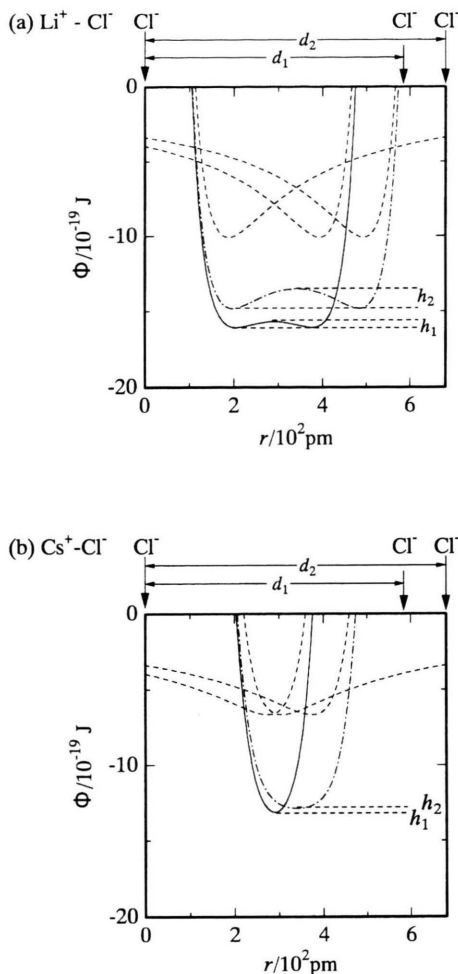 (a) Li⁺ - Cl⁻ Cl⁻ Cl⁻ Cl⁻
d₂
d₁
0
-10
-20
Φ/10⁻¹⁹ J
h₂
h₁
0 2 4 6
r/10²pm
(b) Cs⁺-Cl⁻ Cl⁻ Cl⁻ Cl⁻
d₂
d₁
0
-10
-20
Φ/10⁻¹⁹ J
h₂
h₁
0 2 4 6
r/10²pm